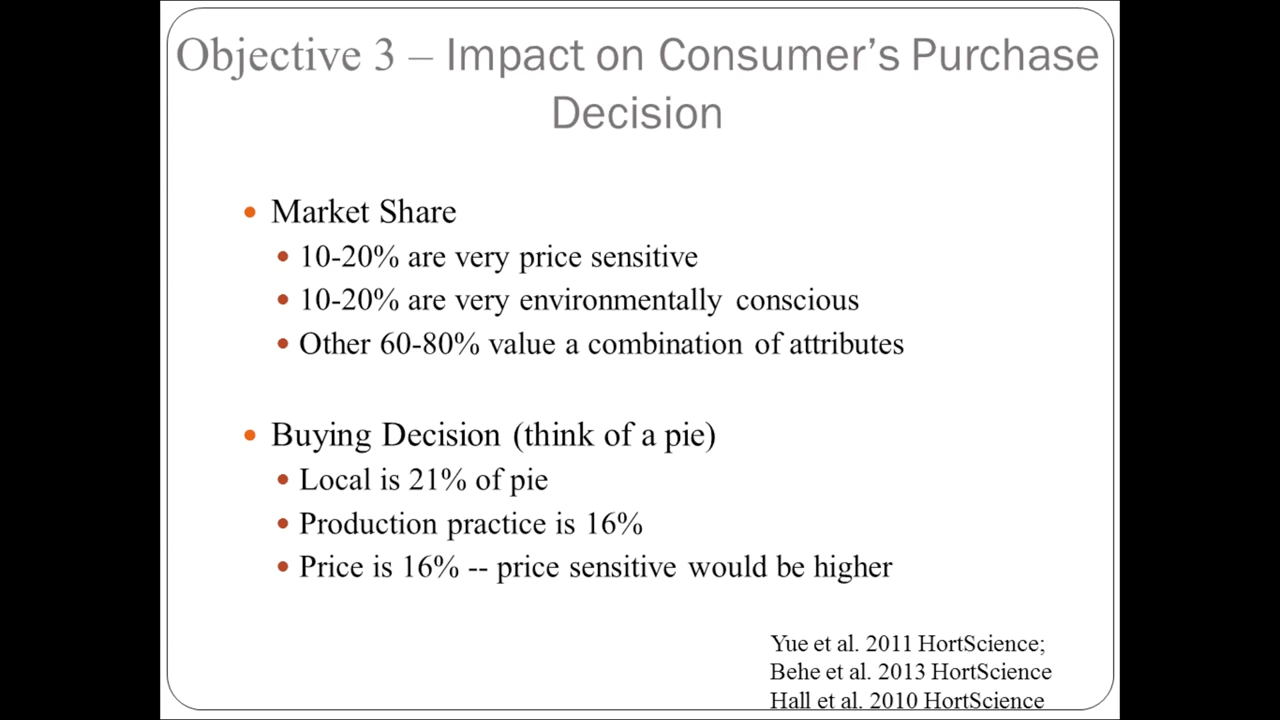 Objective 3 – Impact on Consumer's Purchase
Decision
• Market Share
• 10-20% are very price sensitive
• 10-20% are very environmentally conscious
• Other 60-80% value a combination of attributes
• Buying Decision (think of a pie)
• Local is 21% of pie
• Production practice is 16%
• Price is 16% -- price sensitive would be higher
Yue et al. 2011 HortScience;
Behe et al. 2013 HortScience
Hall et al. 2010 HortScience